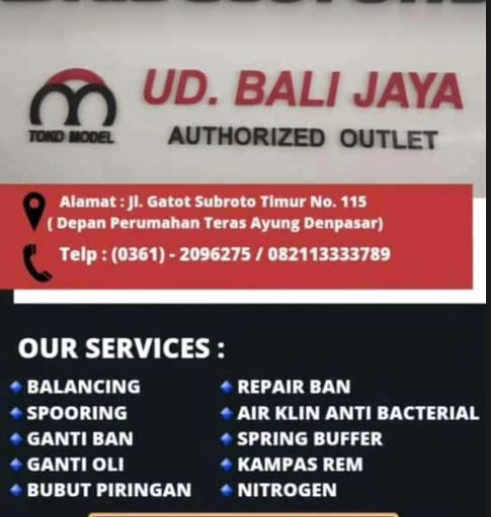 TOKO MODEL
UD. BALI JAYA
AUTHORIZED OUTLET
Alamat : Jl. Gatot Subroto Timur No. 115
( Depan Perumahan Teras Ayung Denpasar)
Telp : (0361) - 2096275 / 082113333789
OUR SERVICES :
BALANCING
SPOORING
GANTI BAN
GANTI OLI
BUBUT PIRINGAN
REPAIR BAN
AIR KLIN ANTI BACTERIAL
SPRING BUFFER
KAMPAS REM
NITROGEN